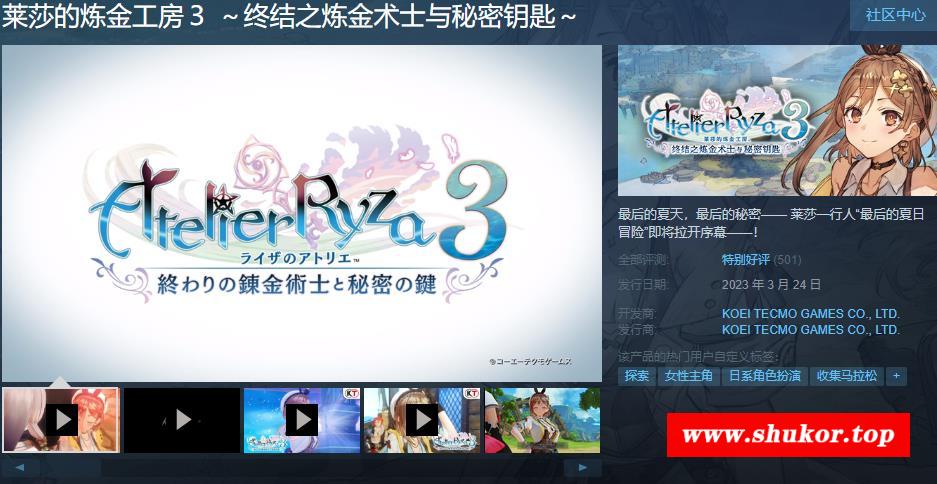 莱莎的炼金工房3 ~终结之炼金术士与秘密钥匙~
社区中心
Atelier Ryza 3
ライザのアトリエ™
終わりの錬金術士と秘密の鍵
©コーエーテクモゲームス
Atelier Ryza 3
莱莎的炼金工房
终结之炼金术士与秘密钥匙
最后的夏天,最后的秘密—— 莱莎一行人“最后的夏日
冒险”即将拉开序幕——!
全部评测: 特别好评 (501)
发行日期: 2023 年 3 月 24 日
开发商: KOEI TECMO GAMES CO., LTD.
发行商: KOEI TECMO GAMES CO., LTD.
该产品的热门用户自定义标签:
探索 女性主角 日系角色扮演 收集马拉松 +
KT
KT
www.shukor.top